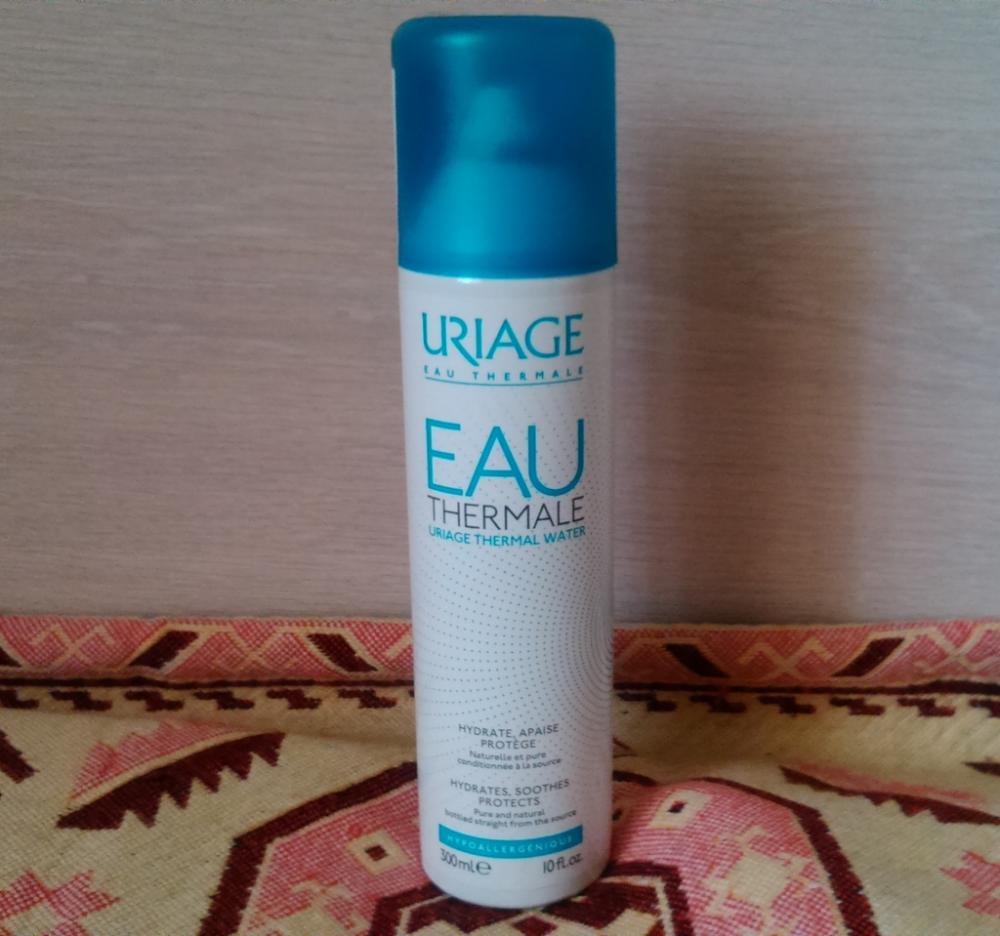 URIAGE
EAU THERMALE
EAU
THERMALE
URIAGE THERMAL WATER
HYDRATE, APAISE
PROTÈGE
Naturelle et pure
conditionnée à la source
HYDRATES, SOOTHES
PROTECTS
Pure and natural
bottled straight from the source
HYPOALLERGÉNIQUE
300 ml e 10 fl.oz.